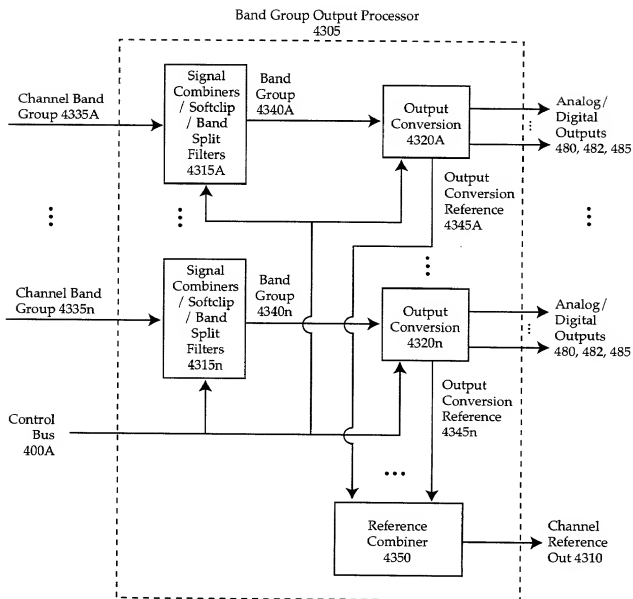 Band Group Output Processor
4305
Channel Band
Group 4335A
Signal
Combiners
/ Softclip
/ Band
Split
Filters
4315A
Band
Group
4340A
Output
Conversion
4320A
Analog/
Digital
Outputs
480, 482, 485
Output
Conversion
Reference
4345A
Channel Band
Group 4335n
Signal
Combiners
/ Softclip
/ Band
Split
Filters
4315n
Band
Group
4340n
Output
Conversion
4320n
Analog/
Digital
Outputs
480, 482, 485
Output
Conversion
Reference
4345n
Control
Bus
400A
Reference
Combiner
4350
Channel
Reference
Out 4310